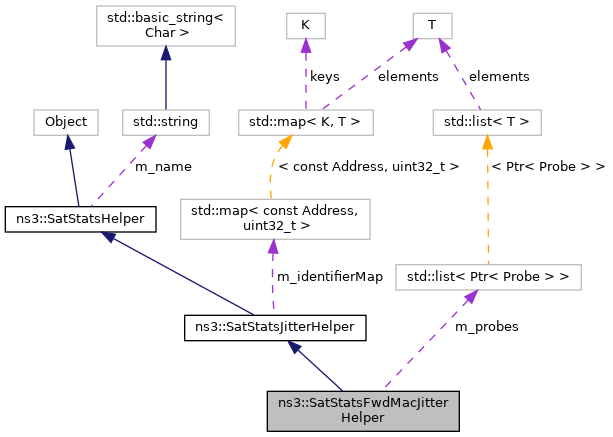 std::basic_string<
Char >
K
T
keys
elements
elements
Object
std::string
std::map< K, T >
std::list< T >
m_name
< const Address, uint32_t >
< Ptr< Probe > >
ns3::SatStatsHelper
std::map< const Address,
uint32_t >
m_identifierMap
std::list< Ptr< Probe > >
ns3::SatStatsJitterHelper
m_probes
ns3::SatStatsFwdMacJitter
Helper